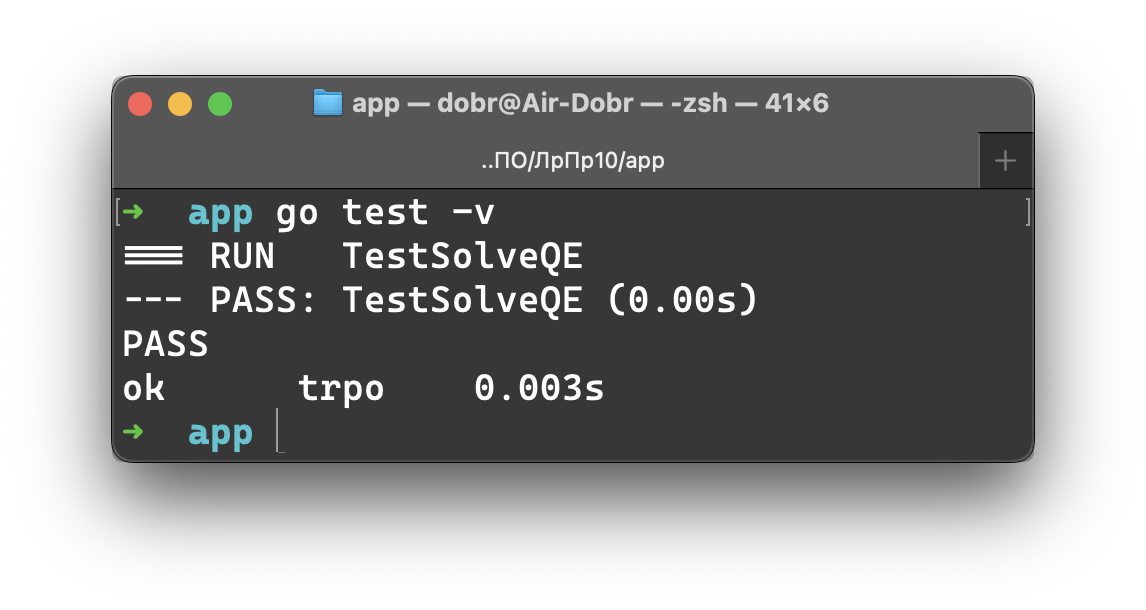 app — dobr@Air-Dobr — -zsh — 41×6
..ПО/ЛрПр10/app
+
[➜  app go test -v ]
=== RUN   TestSolveQE
--- PASS: TestSolveQE (0.00s)
PASS
ok      trpo    0.003s
➜  app